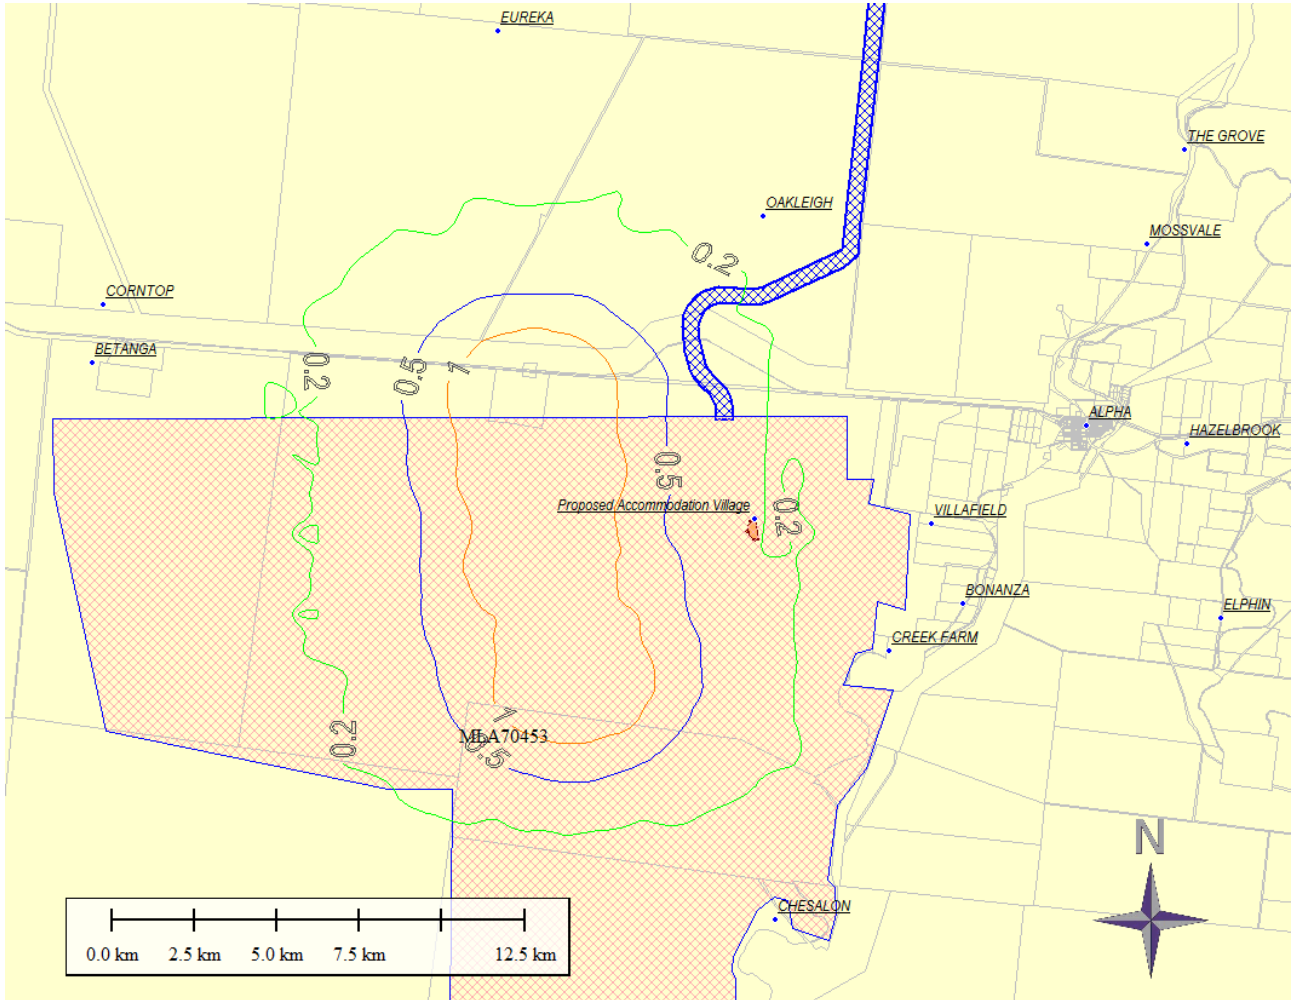 EUREKA
THE GROVE
OAKLEIGH
MOSSVALE
0.2
CORNTOP
BETANGA
0.2
0.5
1
ALPHA
HAZELBROOK
0.5
Proposed Accommodation Village
0.2
VILLAFIELD
BONANZA
ELPHIN
CREEK FARM
1
0.2
MLA70453
0.5
N
CHESALON
0.0 km 2.5 km 5.0 km 7.5 km 12.5 km